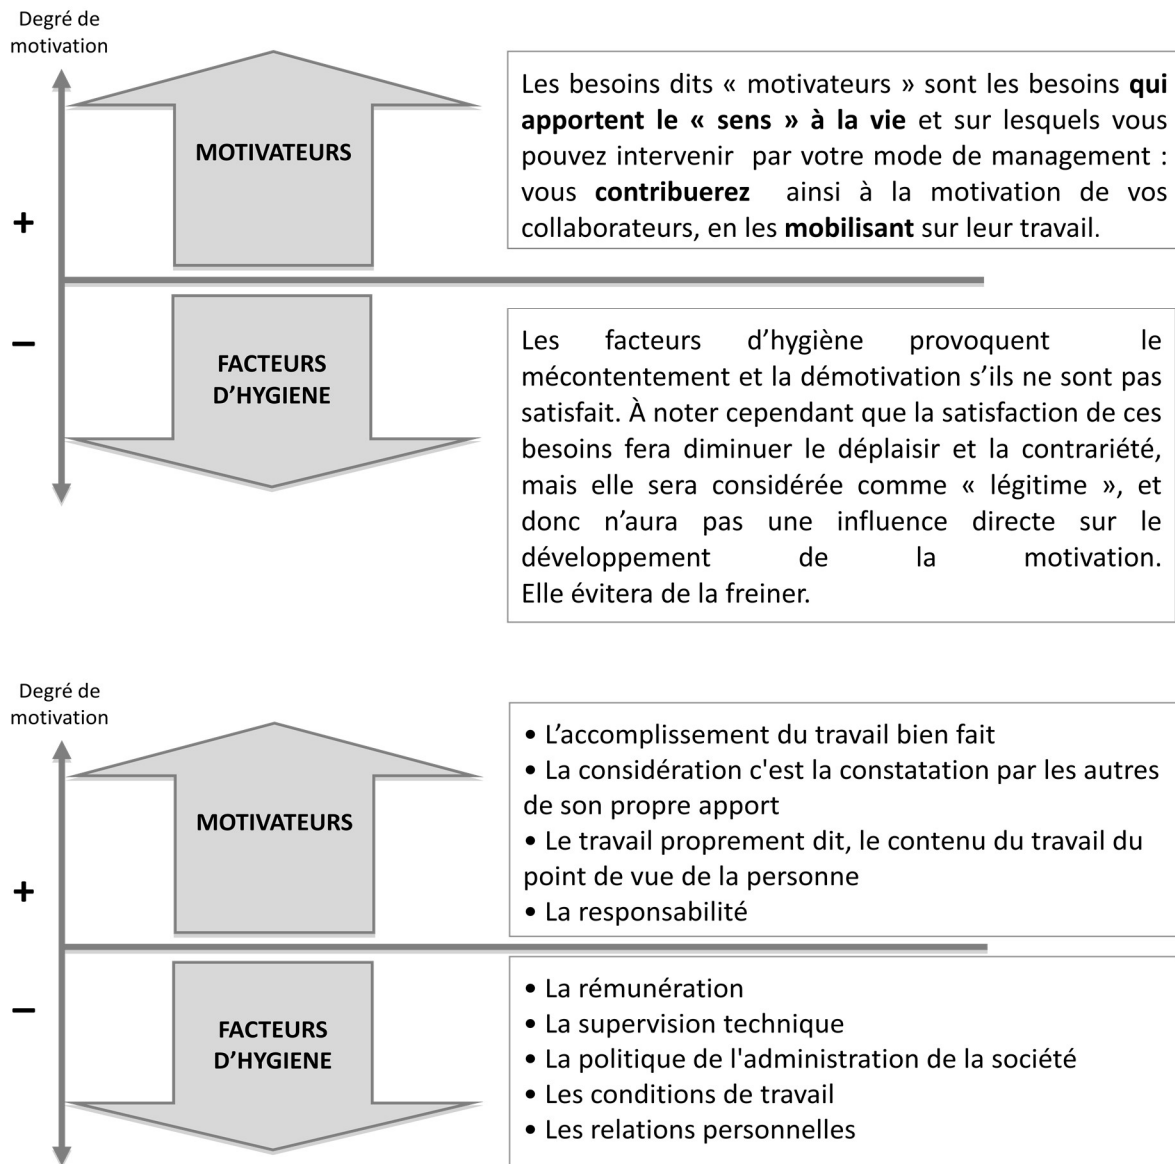 Degré de
motivation
MOTIVATEURS
+
−
FACTEURS
D’HYGIENE
Les besoins dits « motivateurs » sont les besoins qui
apportent le « sens » à la vie et sur lesquels vous
pouvez intervenir par votre mode de management :
vous contribuerez ainsi à la motivation de vos
collaborateurs, en les mobilisant sur leur travail.
Les facteurs d’hygiène provoquent le
mécontentement et la démotivation s’ils ne sont pas
satisfait. À noter cependant que la satisfaction de ces
besoins fera diminuer le déplaisir et la contrariété,
mais elle sera considérée comme « légitime », et
donc n’aura pas une influence directe sur le
développement de la motivation.
Elle évitera de la freiner.
Degré de
motivation
MOTIVATEURS
+
−
FACTEURS
D’HYGIENE
• L’accomplissement du travail bien fait
• La considération c'est la constatation par les autres
de son propre apport
• Le travail proprement dit, le contenu du travail du
point de vue de la personne
• La responsabilité
• La rémunération
• La supervision technique
• La politique de l'administration de la société
• Les conditions de travail
• Les relations personnelles